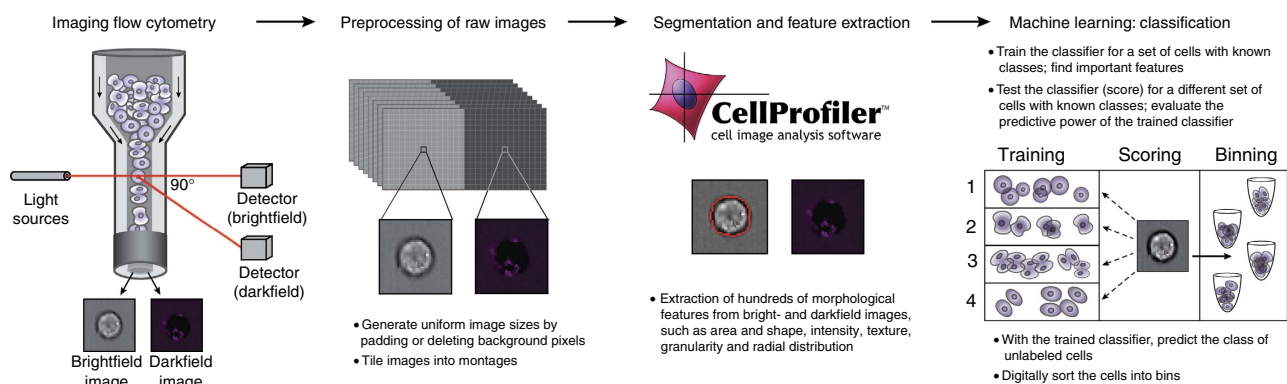 Imaging flow cytometry
Light
sources
90°
Detector
(brightfield)
Detector
(darkfield)
Brightfield
image
Darkfield
image
Preprocessing of raw images
• Generate uniform image sizes by
padding or deleting background pixels
• Tile images into montages
Segmentation and feature extraction
CellProfiler™
cell image analysis software
• Extraction of hundreds of morphological
features from bright- and darkfield images,
such as area and shape, intensity, texture,
granularity and radial distribution
Machine learning: classification
• Train the classifier for a set of cells with known
classes; find important features
• Test the classifier (score) for a different set of
cells with known classes; evaluate the
predictive power of the trained classifier
Training
Scoring
Binning
1
2
3
4
• With the trained classifier, predict the class of
unlabeled cells
• Digitally sort the cells into bins